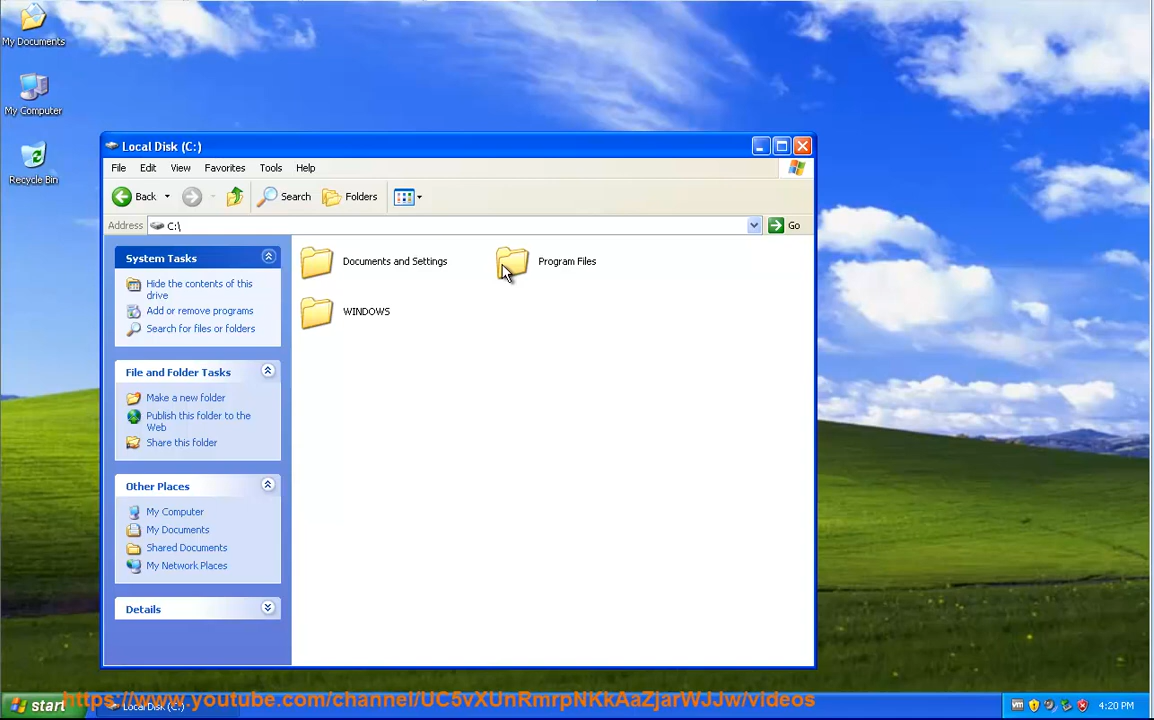 My Documents
My Computer
Recycle Bin
Local Disk (C:)
File Edit View Favorites Tools Help
Back Search Folders
Address C:\ Go
System Tasks
Hide the contents of this
drive
Add or remove programs
Search for files or folders
File and Folder Tasks
Make a new folder
Publish this folder to the
Web
Share this folder
Other Places
My Computer
My Documents
Shared Documents
My Network Places
Details
Documents and Settings
Program Files
WINDOWS
https://www.youtube.com/channel/UC5vXUnRmrpNKkAaZjarWJJw/videos
start
Local Disk (C:)
4:20 PM